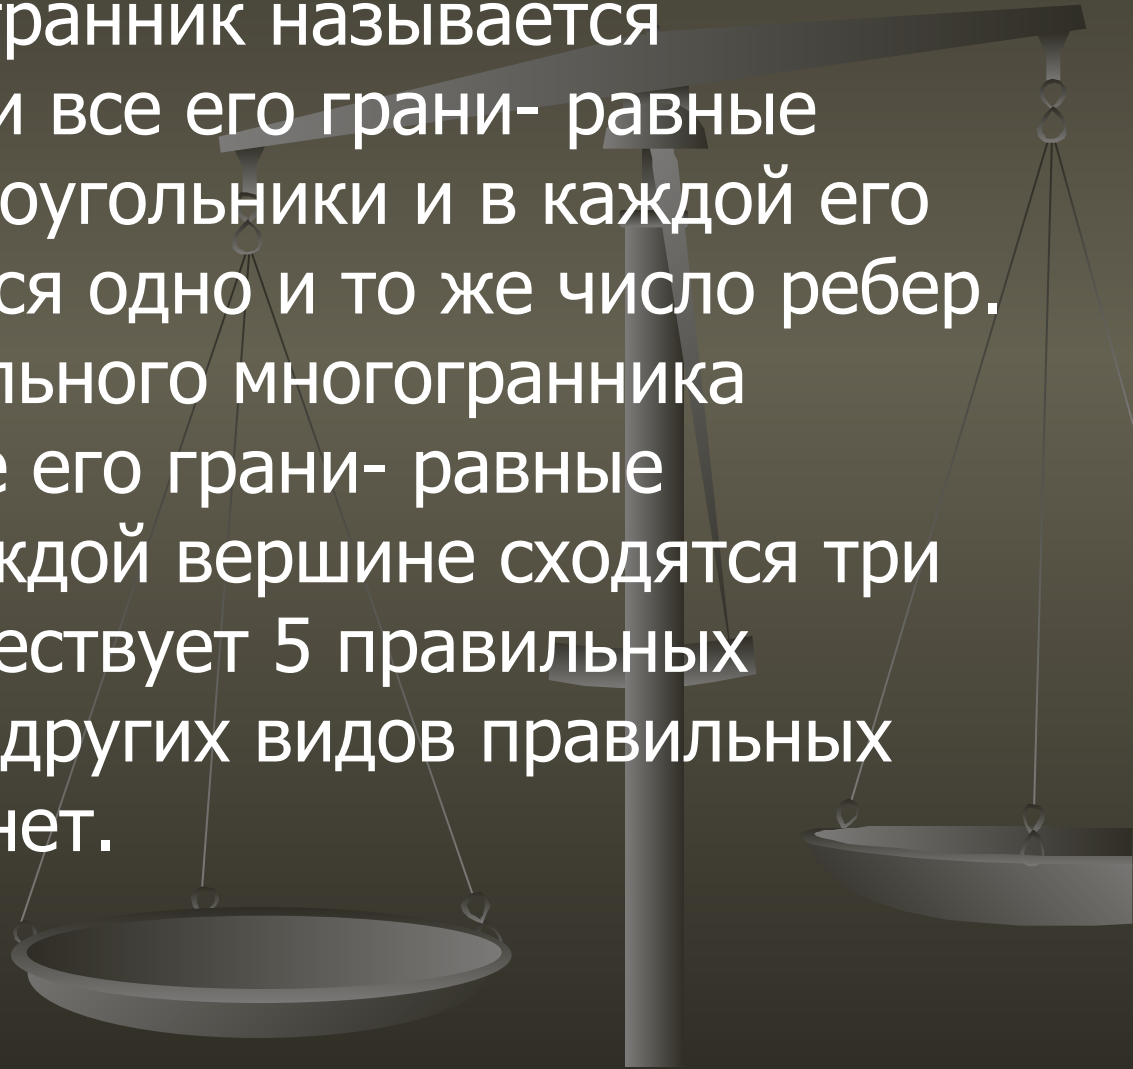 гранник называется
и все его грани- равные
оугольники и в каждой его
ся одно и то же число ребер.
льного многогранника
е его грани- равные
ждой вершине сходятся три
ествует 5 правильных
других видов правильных
нет.